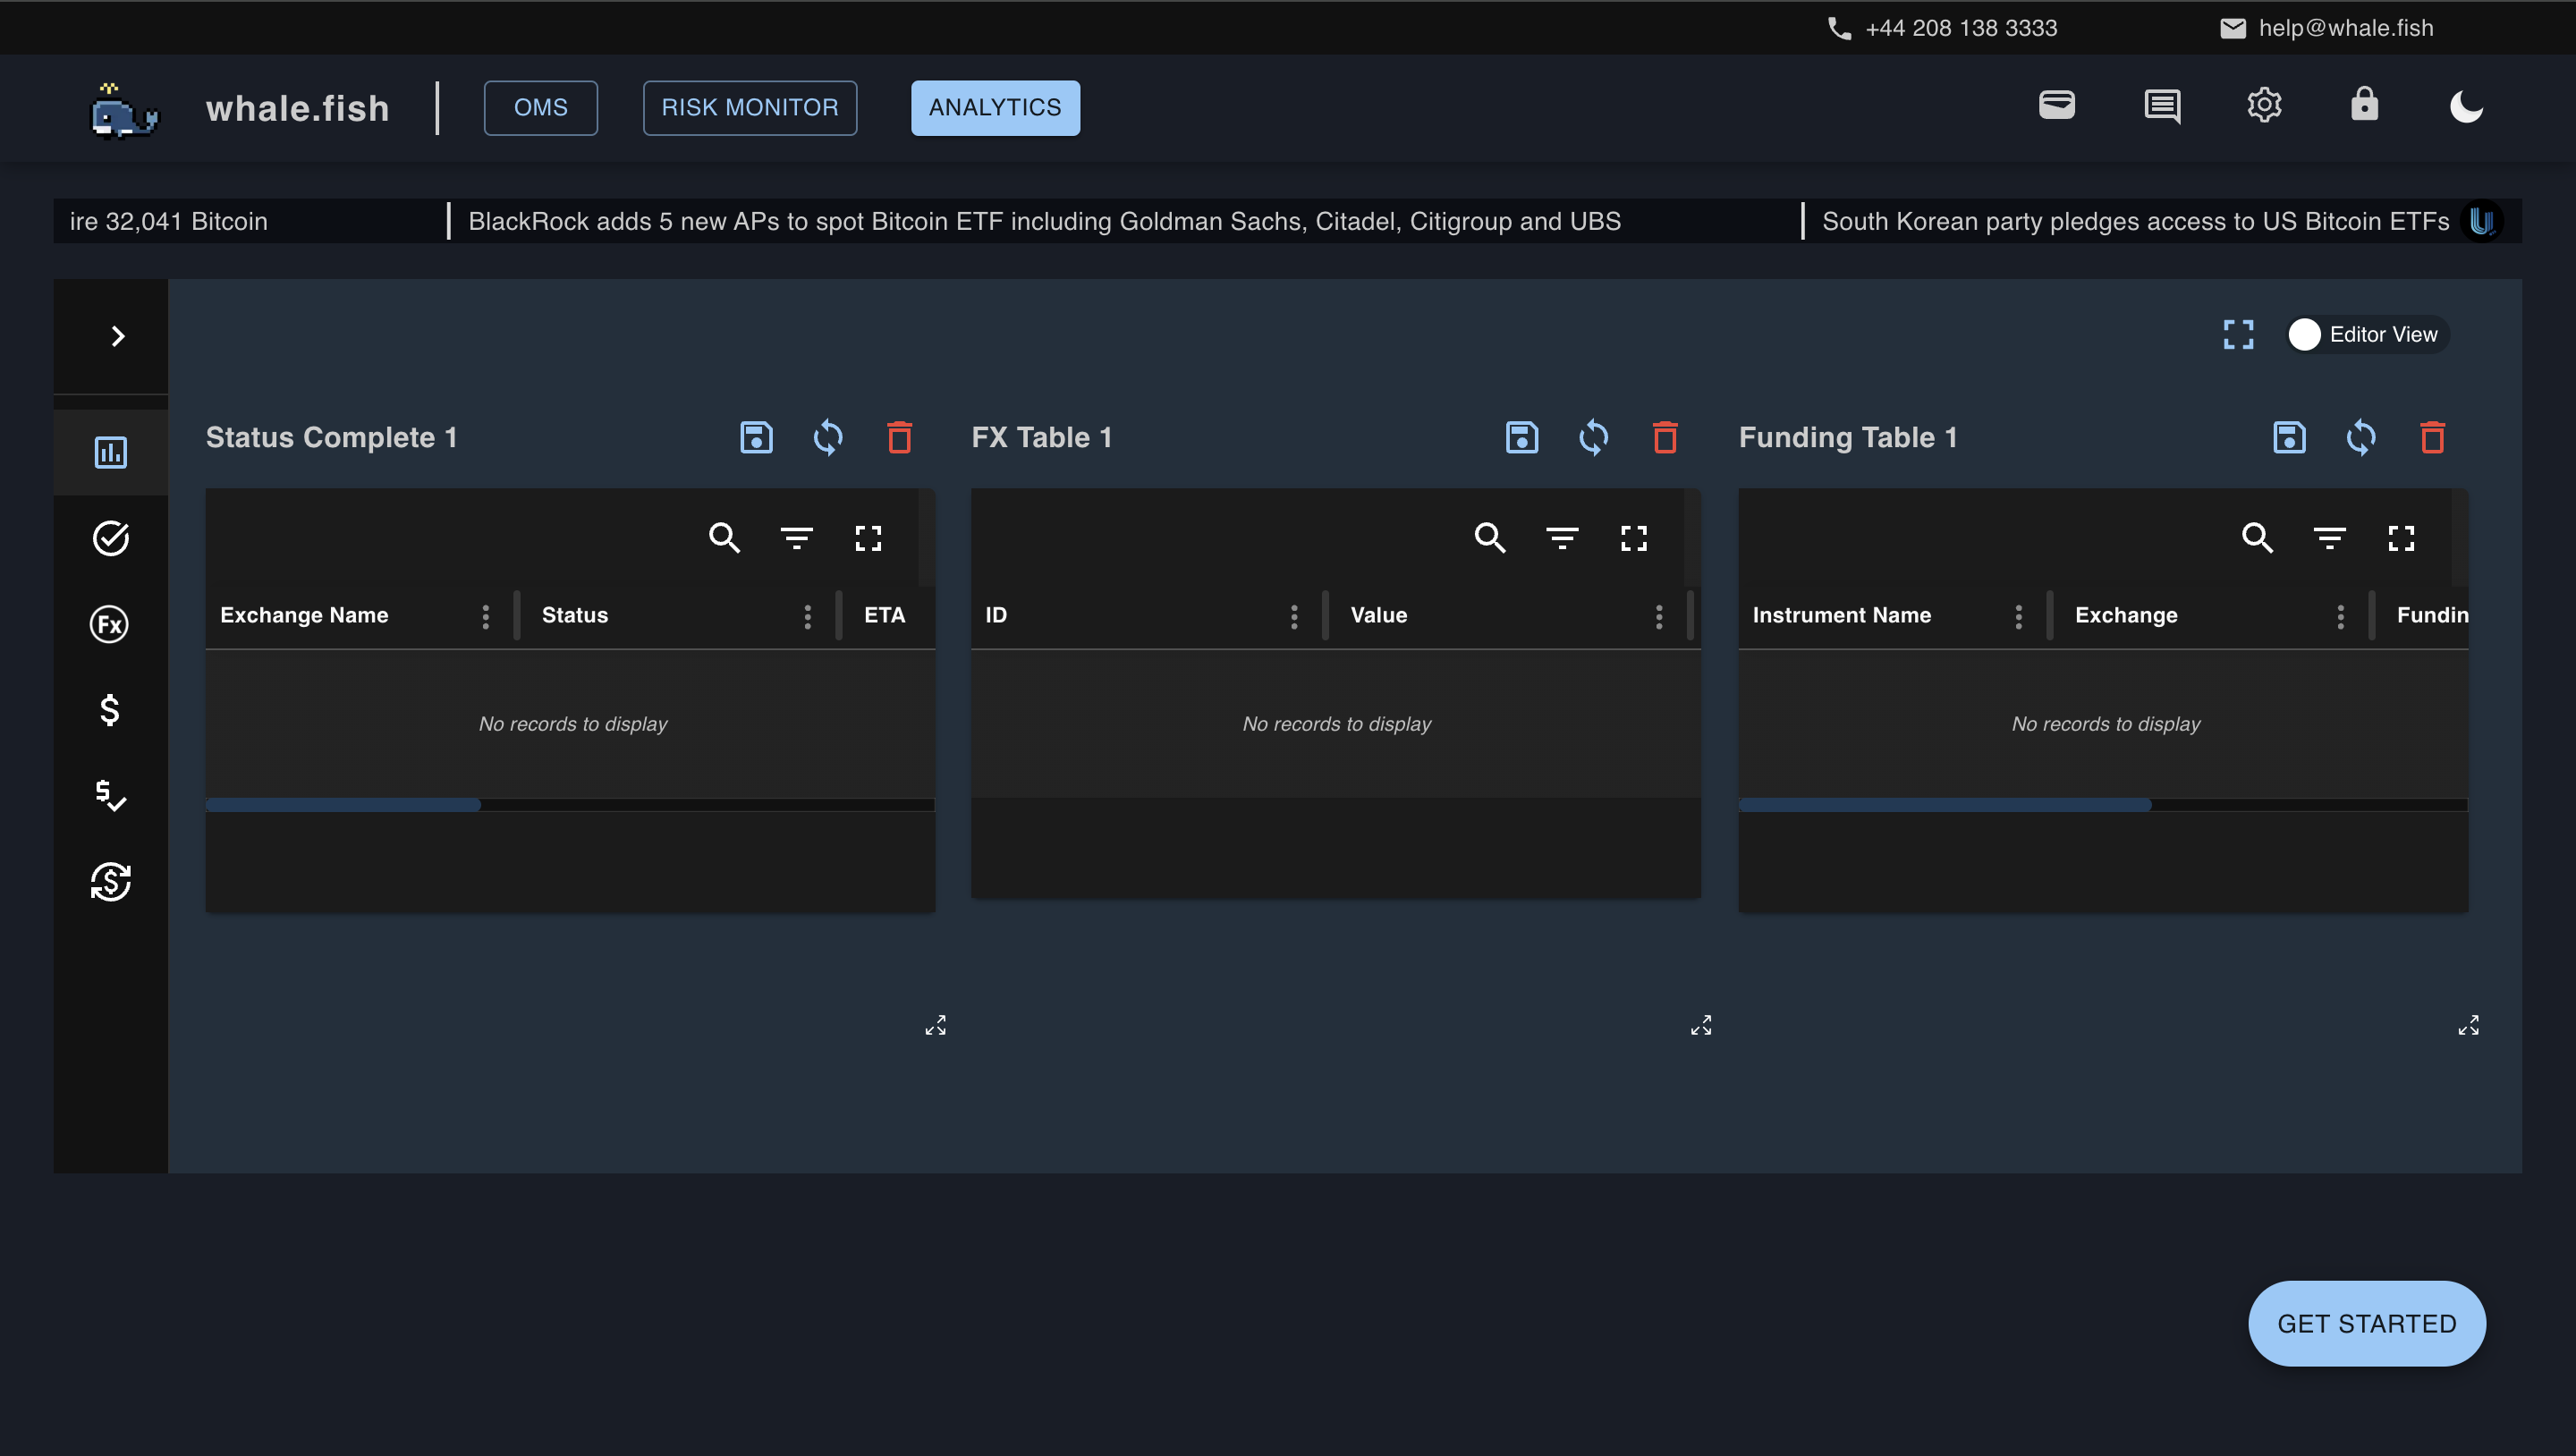 +44 208 138 3333
help@whale.fish
whale.fish
OMS
RISK MONITOR
ANALYTICS
ire 32,041 Bitcoin
BlackRock adds 5 new APs to spot Bitcoin ETF including Goldman Sachs, Citadel, Citigroup and UBS
South Korean party pledges access to US Bitcoin ETFs
Editor View
Status Complete 1
FX Table 1
Funding Table 1
Exchange Name
Status
ETA
ID
Value
Instrument Name
Exchange
Fundin
Fx
No records to display
No records to display
No records to display
GET STARTED